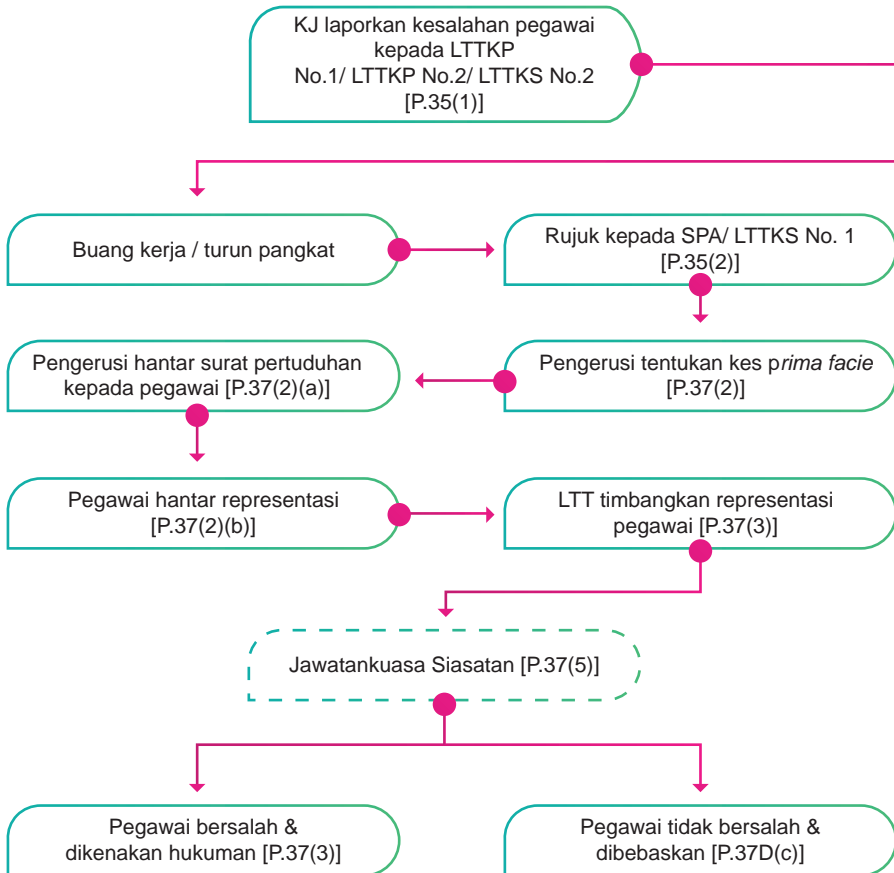 KJ laporkan kesalahan pegawai
kepada LTTKP
No.1/ LTTKP No.2/ LTTKS No.2
[P.35(1)]
Buang kerja / turun pangkat
Rujuk kepada SPA/ LTTKS No. 1
[P.35(2)]
Pengerusi hantar surat pertuduhan
kepada pegawai [P.37(2)(a)]
Pengerusi tentukan kes prima facie
[P.37(2)]
Pegawai hantar representasi
[P.37(2)(b)]
LTT timbangkan representasi
pegawai [P.37(3)]
Jawatankuasa Siasatan [P.37(5)]
Pegawai bersalah &
dikenakan hukuman [P.37(3)]
Pegawai tidak bersalah &
dibebaskan [P.37D(c)]